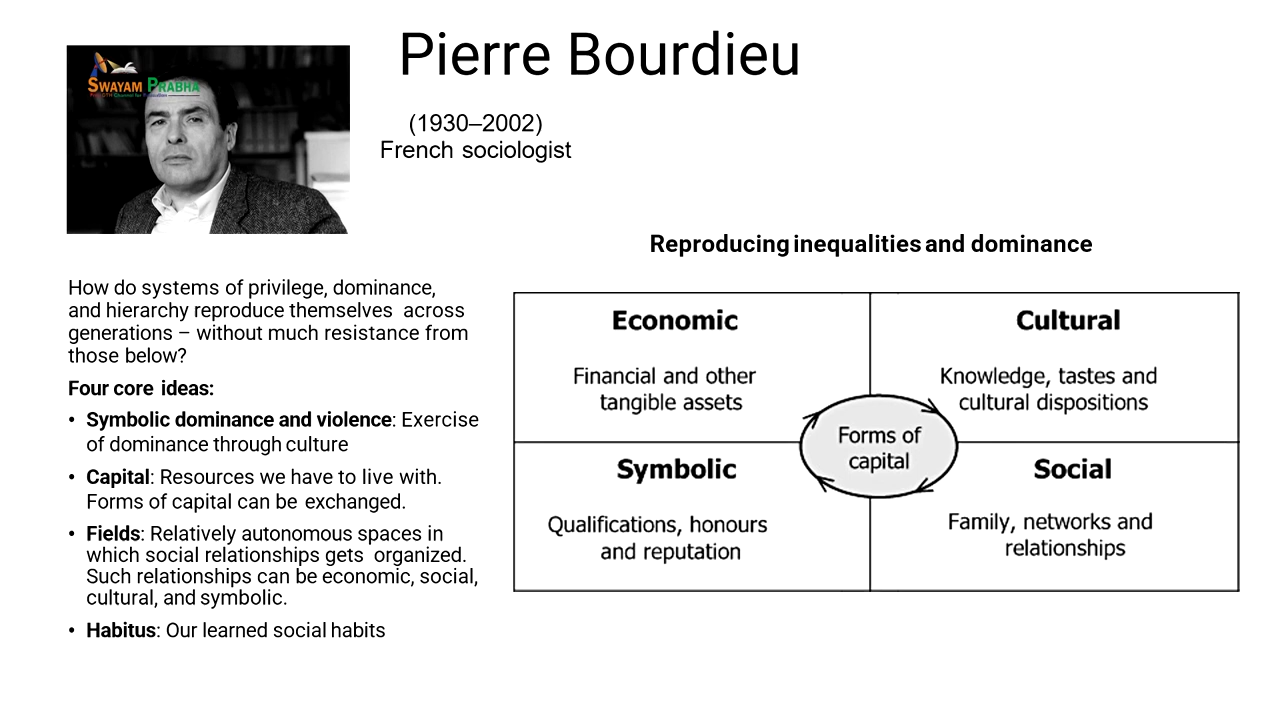 SWAYAM PRABHA
Pierre Bourdieu
(1930–2002)
French sociologist
Reproducing inequalities and dominance
How do systems of privilege, dominance,
and hierarchy reproduce themselves across
generations – without much resistance from
those below?
Four core ideas:
• Symbolic dominance and violence: Exercise
of dominance through culture
• Capital: Resources we have to live with.
Forms of capital can be exchanged.
• Fields: Relatively autonomous spaces in
which social relationships gets organized.
Such relationships can be economic, social,
cultural, and symbolic.
• Habitus: Our learned social habits
Economic
Financial and other
tangible assets
Cultural
Knowledge, tastes and
cultural dispositions
Forms of
capital
Symbolic
Qualifications, honours
and reputation
Social
Family, networks and
relationships